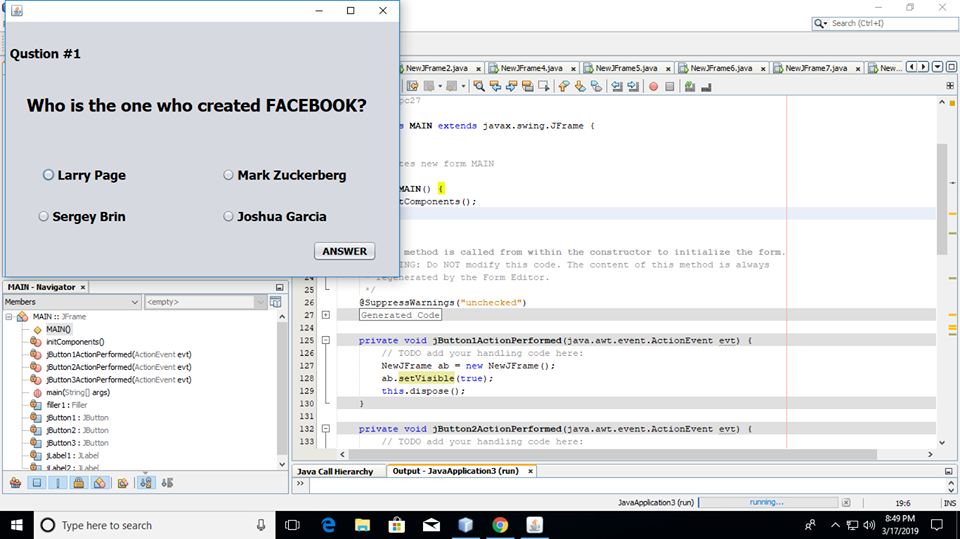 Qustion #1
Who is the one who created FACEBOOK?
Larry Page
Mark Zuckerberg
Sergey Brin
Joshua Garcia
ANSWER
Search (Ctrl+I)
NewJFrame2.java
NewJFrame4.java
NewJFrame5.java
NewJFrame6.java
NewJFrame7.java
New...
MAIN extends javax.swing.JFrame {
new form MAIN
MAIN() {
method is called from within the constructor to initialize the form.
Do NOT modify this code. The content of this method is always
regenerated by the Form Editor.
25 */
26 @SuppressWarnings("unchecked")
27 Generated Code
125 private void jButton1ActionPerformed(java.awt.event.ActionEvent evt) {
126 // TODO add your handling code here:
127 NewJFrame ab = new NewJFrame();
128 ab.setVisible(true);
129 this.dispose();
130 }
131
132 private void jButton2ActionPerformed(java.awt.event.ActionEvent evt) {
133 // TODO add your handling code here:
MAIN - Navigator
Members
<empty>
MAIN :: JFrame
MAIN()
initComponents()
jButton1ActionPerformed(ActionEvent evt)
jButton2ActionPerformed(ActionEvent evt)
jButton3ActionPerformed(ActionEvent evt)
main(String[] args)
filler1 : Filler
jButton1 : JButton
jButton2 : JButton
jButton3 : JButton
jLabel1 : JLabel
jLabel2 : JLabel
Java Call Hierarchy
Output - JavaApplication3 (run)
>>
JavaApplication3 (run)
running...
19:6
INS
Type here to search
8:49 PM
3/17/2019